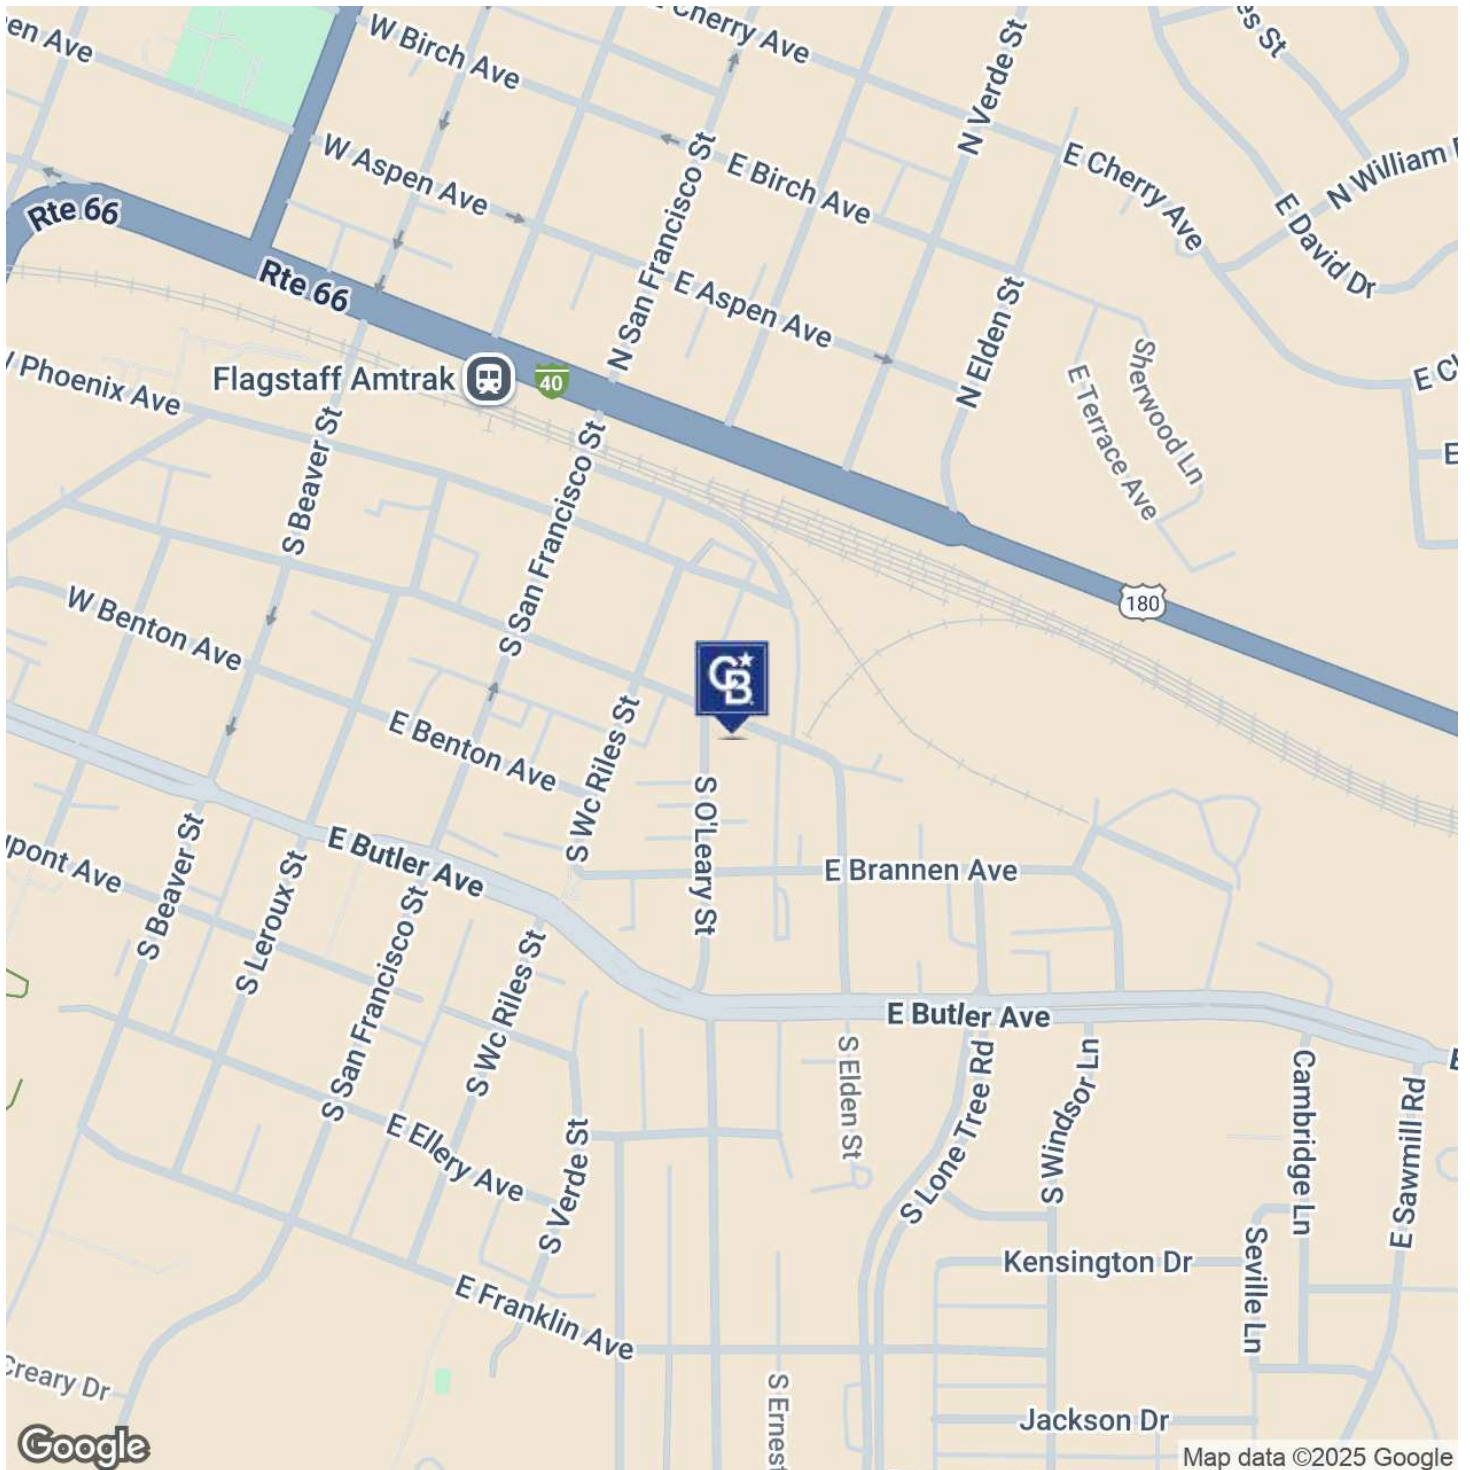 en Ave
W Birch Ave
E Cherry Ave
es St
N Verde St
W Aspen Ave
E Birch Ave
N San Francisco St
E Cherry Ave
N William
E David Dr
Rte 66
Rte 66
E Aspen Ave
N Elden St
Sherwood Ln
E Terrace Ave
Phoenix Ave
Flagstaff Amtrak
40
S Beaver St
S San Francisco St
180
W Benton Ave
CB
E Benton Ave
S Wc Riles St
S O'Leary St
E Butler Ave
E Brannen Ave
upont Ave
S Beaver St
S Leroux St
S San Francisco St
S Wc Riles St
E Butler Ave
S Elden St
S Lone Tree Rd
S Windsor Ln
Cambridge Ln
E Sawmill Rd
E Ellery Ave
S Verde St
Kensington Dr
Seville Ln
E Franklin Ave
Creary Dr
S Ernest
Jackson Dr
Google
Map data ©2025 Google